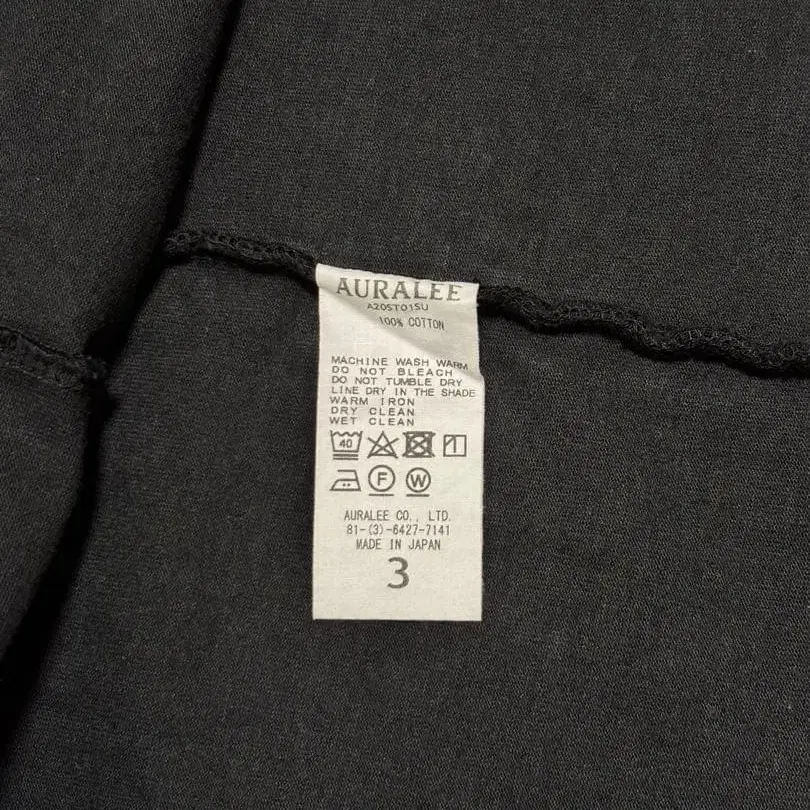 AURALEE
A20ST01SU
100% COTTON
MACHINE WASH WARM
DO NOT BLEACH
DO NOT TUMBLE DRY
LINE DRY IN THE SHADE
WARM IRON
DRY CLEAN
WET CLEAN
40
F W
AURALEE CO., LTD.
81-(3)-6427-7141
MADE IN JAPAN
3